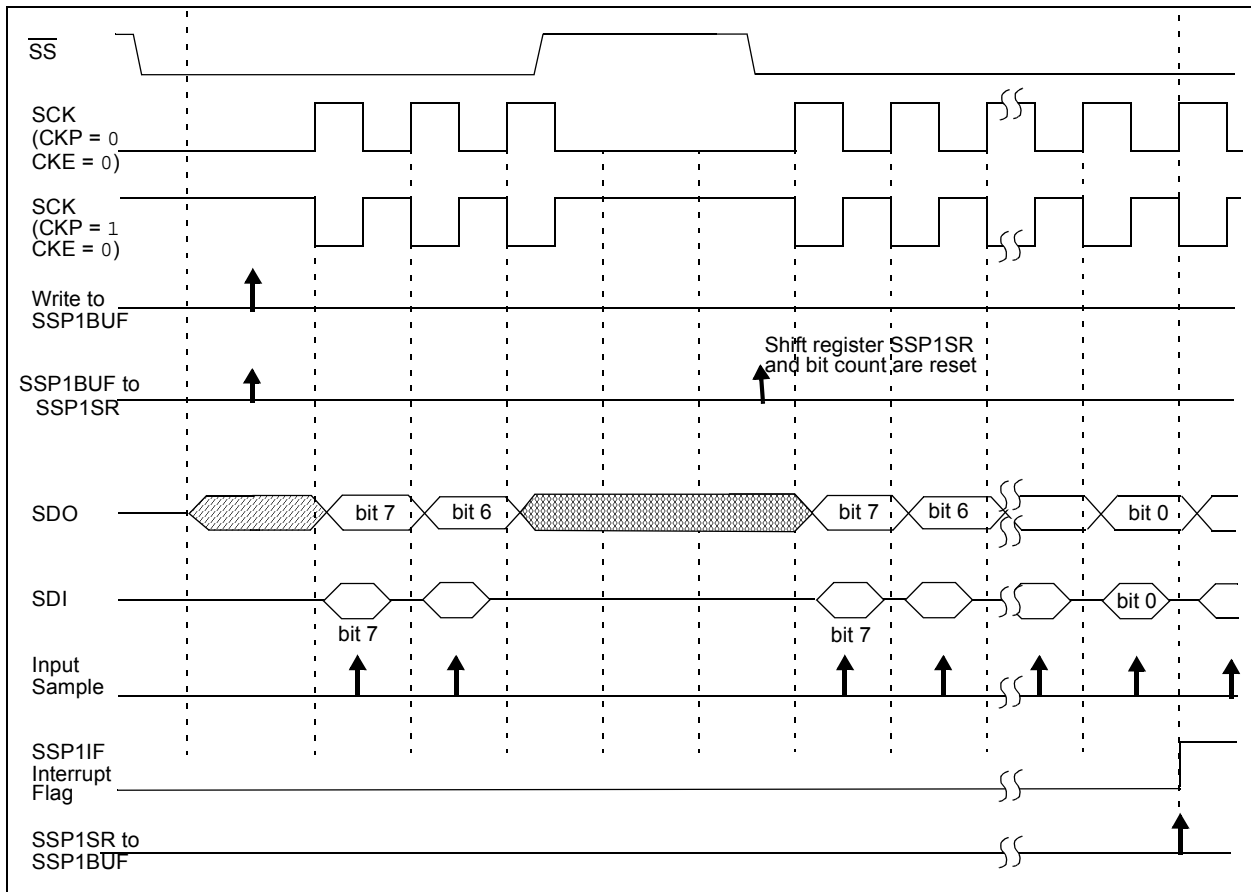 SS
SCK
(CKP = 0
CKE = 0)
SCK
(CKP = 1
CKE = 0)
Write to
SSP1BUF
Shift register SSP1SR
and bit count are reset
SSP1BUF to
SSP1SR
SDO
bit 7
bit 6
bit 7
bit 6
bit 0
SDI
bit 0
bit 7
bit 7
Input
Sample
SSP1IF
Interrupt
Flag
SSP1SR to
SSP1BUF